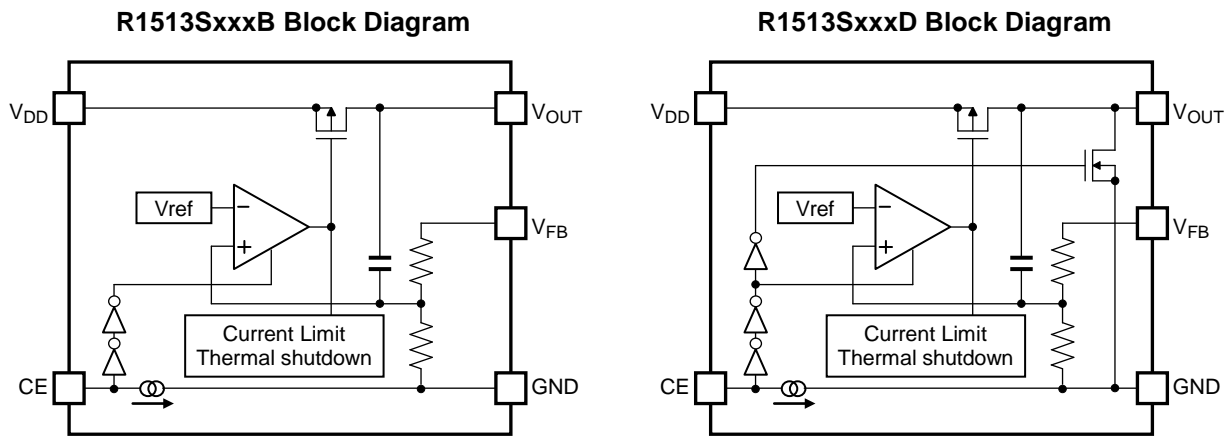 R1513SxxxB Block Diagram
VDD
VOUT
Vref
−
+
VFB
Current Limit
Thermal shutdown
CE
GND
R1513SxxxD Block Diagram
VDD
VOUT
Vref
−
+
VFB
Current Limit
Thermal shutdown
CE
GND